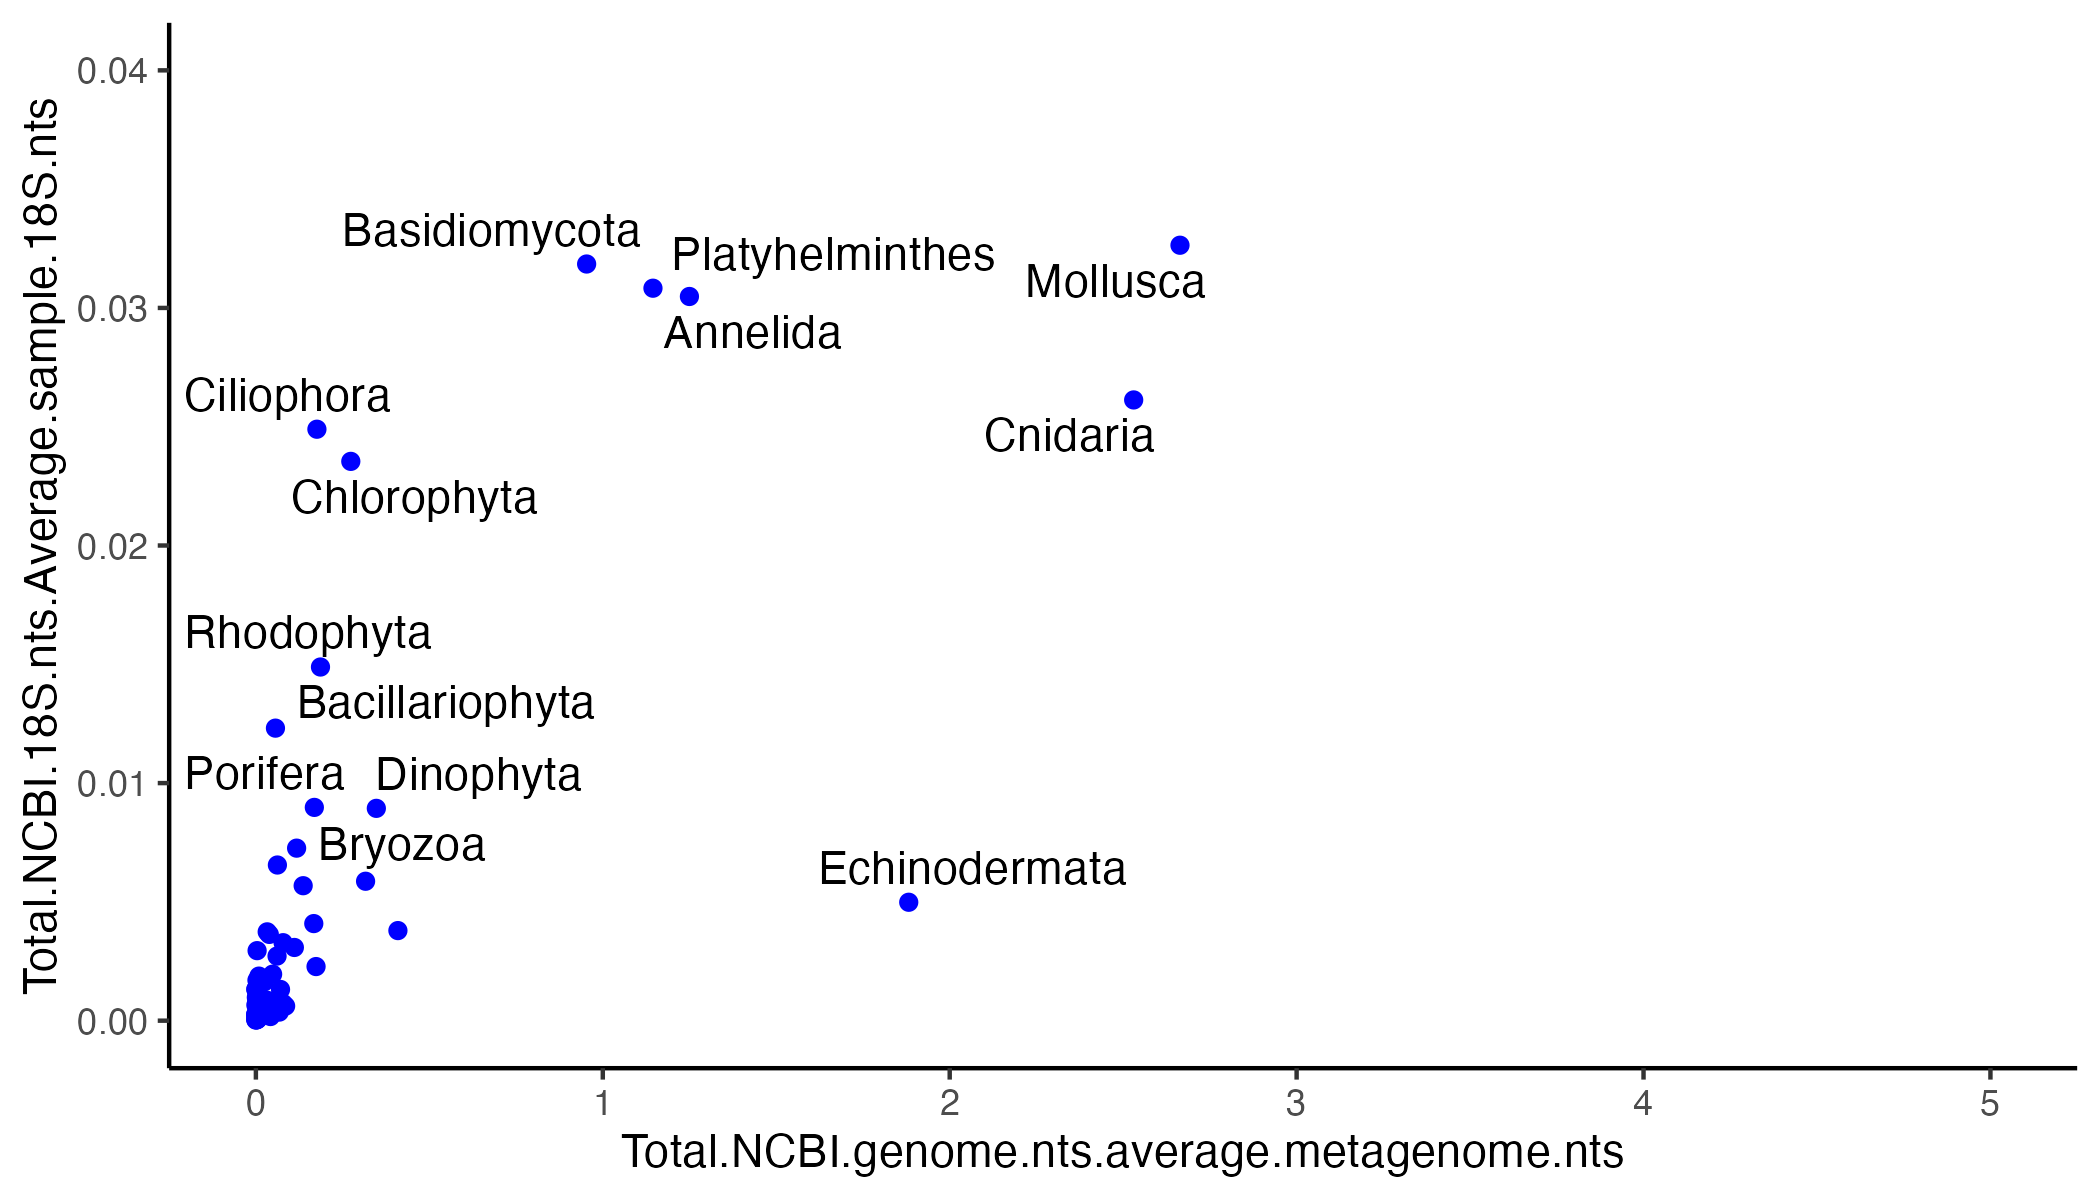 Total.NCBI.18S.nts.Average.sample.18S.nts
0.04
0.03
0.02
0.01
0.00
Basidiomycota
Platyhelminthes
Mollusca
Annelida
Ciliophora
Cnidaria
Chlorophyta
Rhodophyta
Bacillariophyta
Porifera
Dinophyta
Bryozoa
Echinodermata
0
1
2
3
4
5
Total.NCBI.genome.nts.average.metagenome.nts